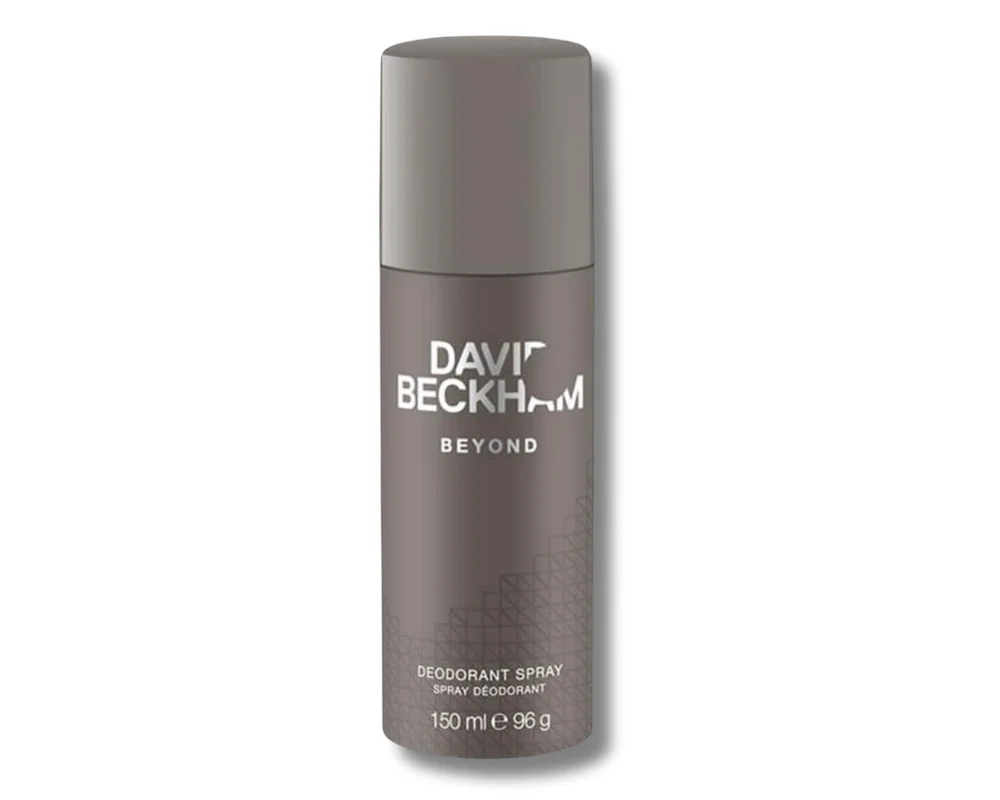 DAVID
BECKHAM
BEYOND
DEODORANT SPRAY
SPRAY DÉODORANT
150 ml e 96 g